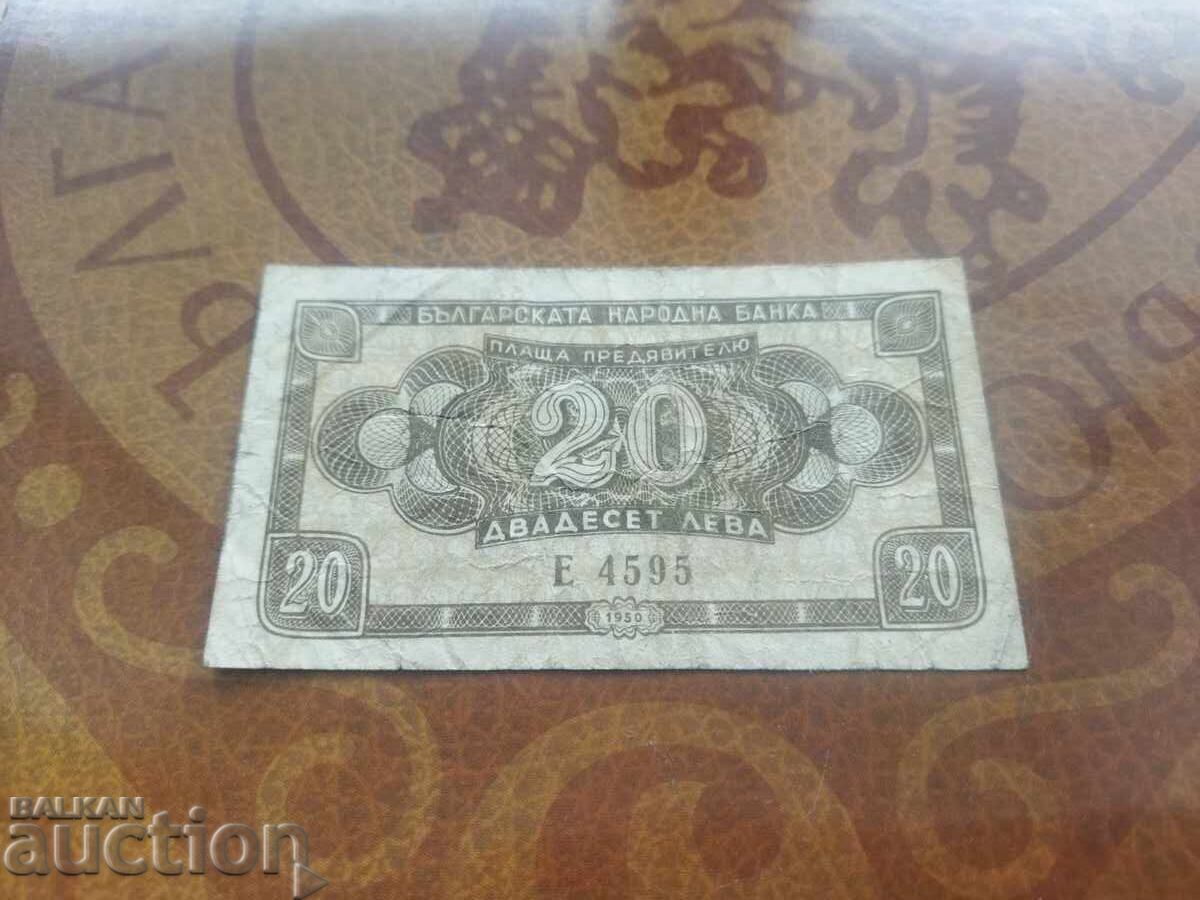 БЪЛГАРСКАТА НАРОДНА БАНКА
ПЛАЩА ПРЕДЯВИТЕЛЮ
20
ДВАДЕСЕТ ЛЕВА
Е 4595
20
20
1950
BALKAN
auction